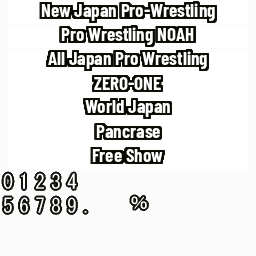 New Japan Pro-Wrestling
Pro Wrestling NOAH
All Japan Pro Wrestling
ZERO-ONE
World Japan
Pancrase
Free Show
0 1 2 3 4
5 6 7 8 9 . %